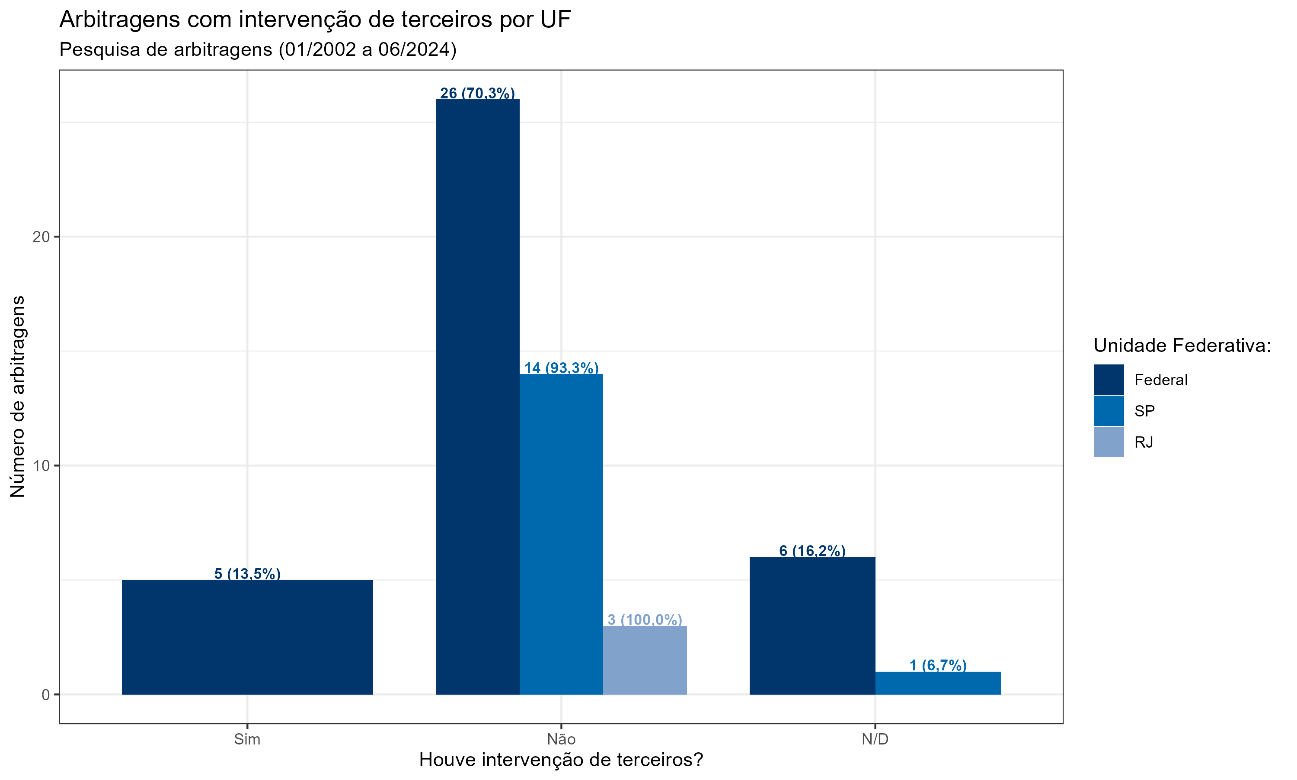 Arbitragens com intervenção de terceiros por UF
Pesquisa de arbitragens (01/2002 a 06/2024)
Número de arbitragens
20
10
0
5 (13,5%)
26 (70,3%)
14 (93,3%)
3 (100,0%)
6 (16,2%)
1 (6,7%)
Sim
Não
N/D
Houve intervenção de terceiros?
Unidade Federativa:
Federal
SP
RJ